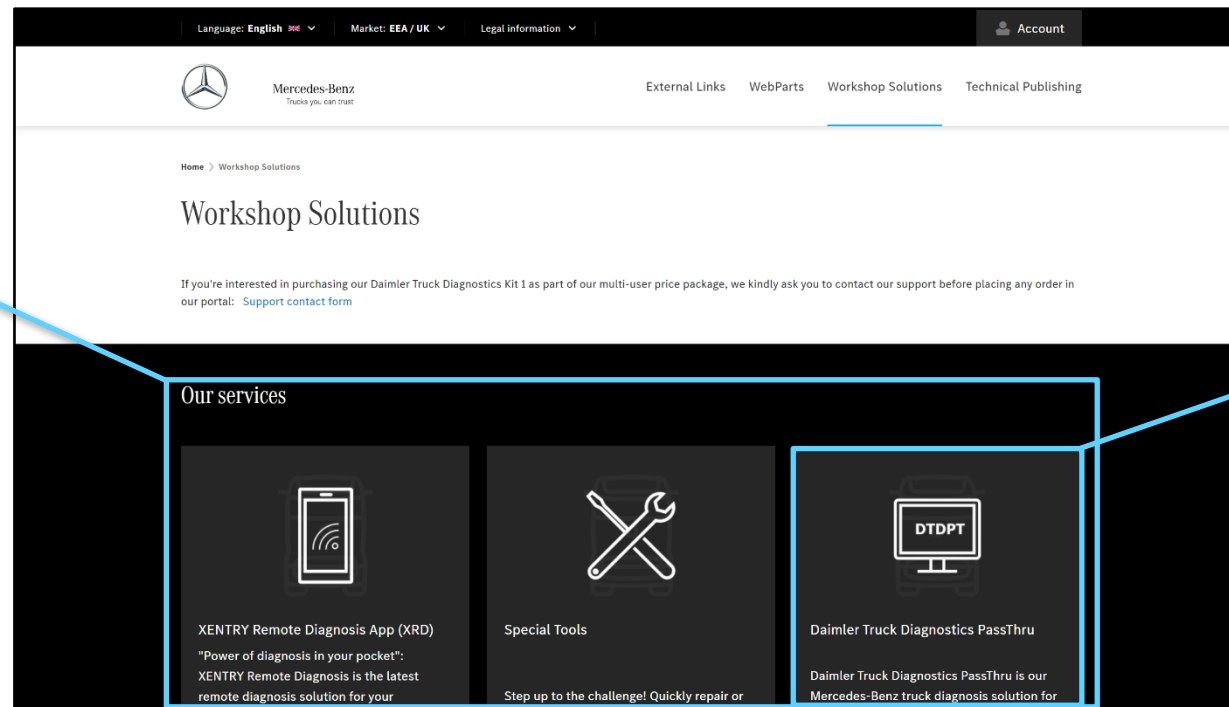 Language: English
Market: EEA / UK
Legal information
Account
Mercedes-Benz
Trucks you can trust
External Links
WebParts
Workshop Solutions
Technical Publishing
Home > Workshop Solutions
Workshop Solutions
If you're interested in purchasing our Daimler Truck Diagnostics Kit 1 as part of our multi-user price package, we kindly ask you to contact our support before placing any order in
our portal: Support contact form
Our services
XENTRY Remote Diagnosis App (XRD)
"Power of diagnosis in your pocket":
XENTRY Remote Diagnosis is the latest
remote diagnosis solution for your
Special Tools
Step up to the challenge! Quickly repair or
DTDPT
Daimler Truck Diagnostics PassThru
Daimler Truck Diagnostics PassThru is our
Mercedes-Benz truck diagnosis solution for